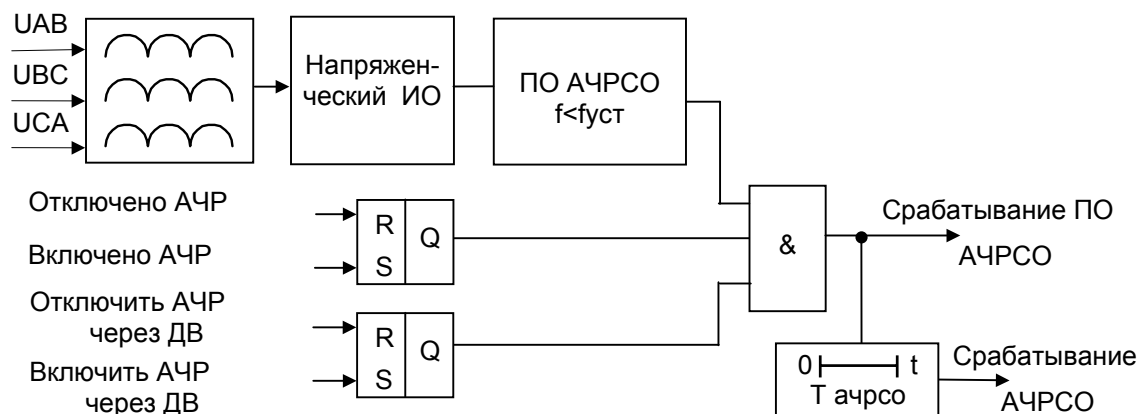 UAB
UBC
UCA
Напряжен-
ческий ИО
ПО АЧРСО
f<fуст
Отключено АЧР
Включено АЧР
R
S
Q
Отключить АЧР
через ДВ
Включить АЧР
через ДВ
R
S
Q
&
Срабатывание ПО
АЧРСО
0 t
Т ачрсо
Срабатывание
АЧРСО